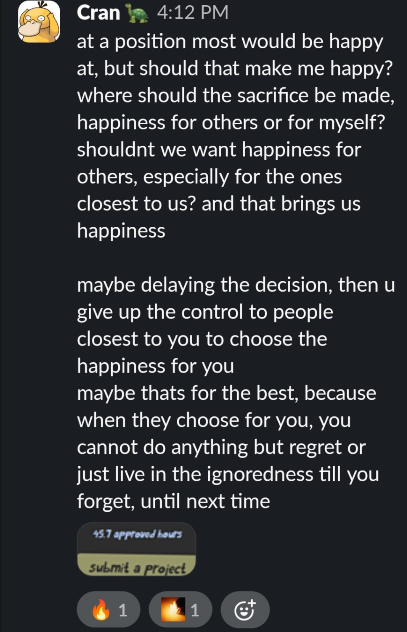 Cran 🐢 4:12 PM
at a position most would be happy
at, but should that make me happy?
where should the sacrifice be made,
happiness for others or for myself?
shouldnt we want happiness for
others, especially for the ones
closest to us? and that brings us
happiness
maybe delaying the decision, then u
give up the control to people
closest to you to choose the
happiness for you
maybe thats for the best, because
when they choose for you, you
cannot do anything but regret or
just live in the ignoredness till you
forget, until next time
45.7 approved hours
submit a project
🔥 1 1